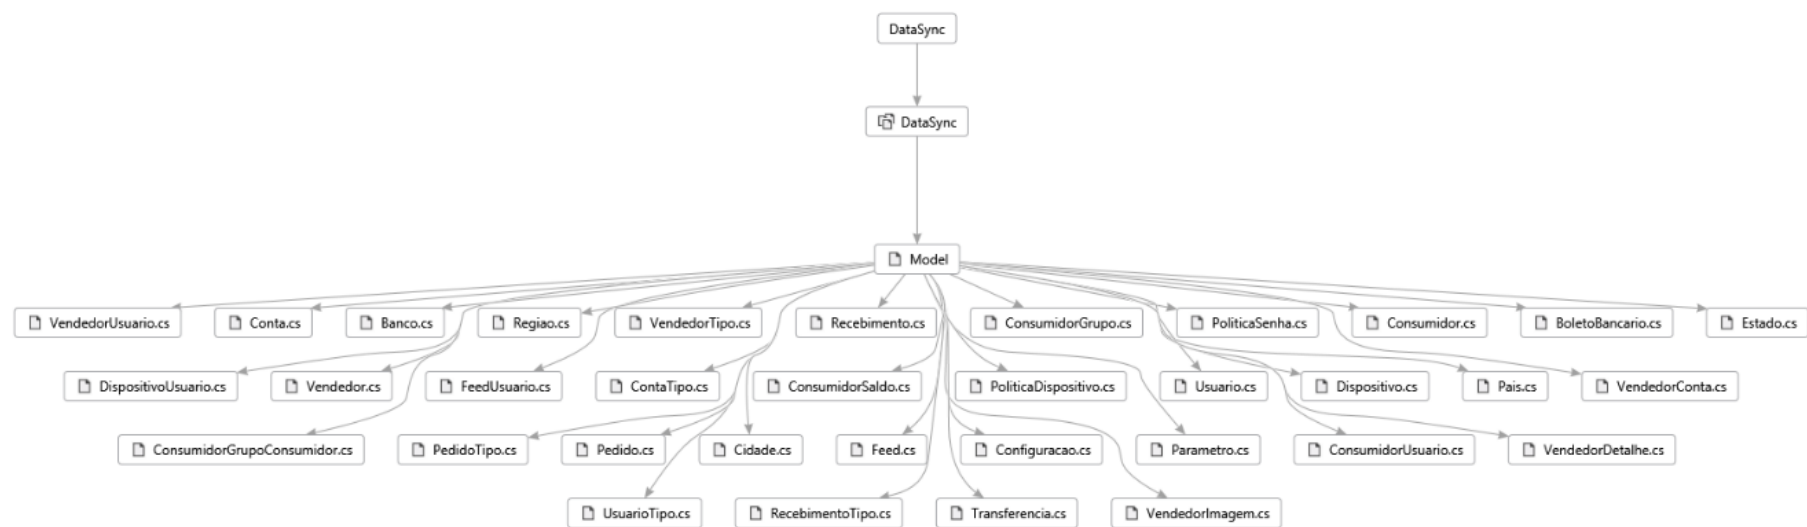 DataSync
DataSync
Model
VendedorUsuario.cs
Conta.cs
Banco.cs
Regiao.cs
VendedorTipo.cs
Recebimento.cs
ConsumidorGrupo.cs
PoliticaSenha.cs
Consumidor.cs
BoletoBancario.cs
Estado.cs
DispositivoUsuario.cs
Vendedor.cs
FeedUsuario.cs
ContaTipo.cs
ConsumidorSaldo.cs
PoliticaDispositivo.cs
Usuario.cs
Dispositivo.cs
Pais.cs
VendedorConta.cs
ConsumidorGrupoConsumidor.cs
PedidoTipo.cs
Pedido.cs
Cidade.cs
Feed.cs
Configuracao.cs
Parametro.cs
ConsumidorUsuario.cs
VendedorDetalhe.cs
UsuarioTipo.cs
RecebimentoTipo.cs
Transferencia.cs
VendedorImagem.cs